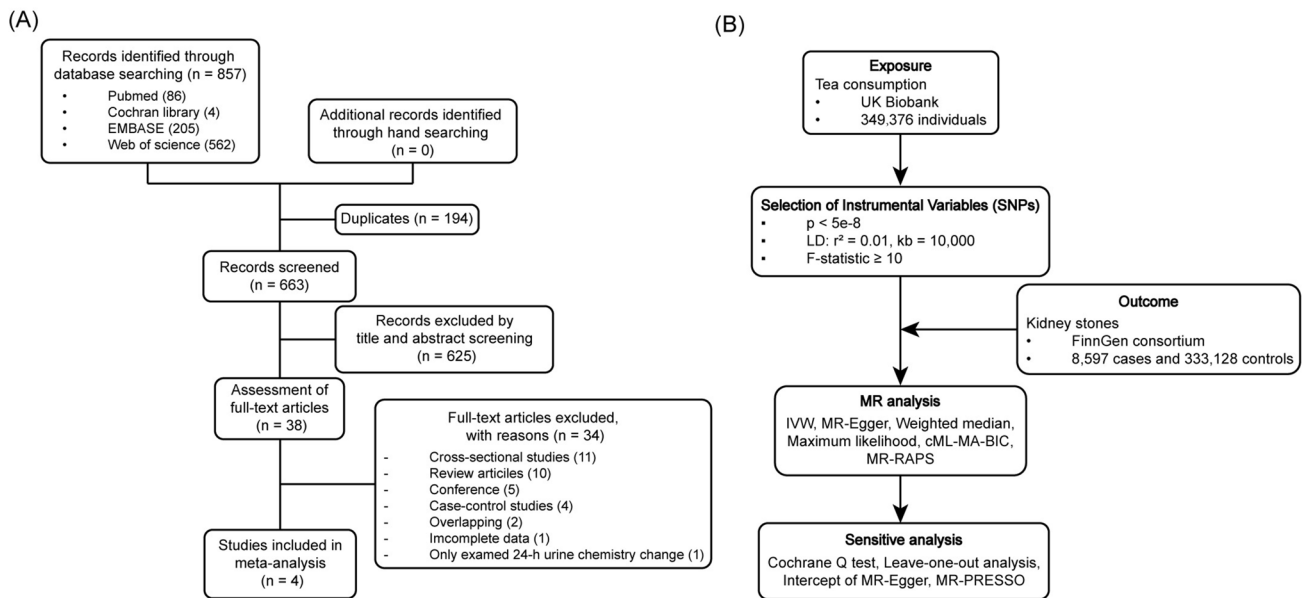 (A)
Records identified through
database searching (n = 857)
• Pubmed (86)
• Cochran library (4)
• EMBASE (205)
• Web of science (562)
Additional records identified
through hand searching
(n = 0)
Duplicates (n = 194)
Records screened
(n = 663)
Records excluded by
title and abstract screening
(n = 625)
Assessment of
full-text articles
(n = 38)
Full-text articles excluded,
with reasons (n = 34)
- Cross-sectional studies (11)
- Review articiles (10)
- Conference (5)
- Case-control studies (4)
- Overlapping (2)
- Imcomplete data (1)
- Only examed 24-h urine chemistry change (1)
Studies included in
meta-analysis
(n = 4)
(B)
Exposure
Tea consumption
• UK Biobank
• 349,376 individuals
Selection of Instrumental Variables (SNPs)
▪ p < 5e-8
▪ LD: r² = 0.01, kb = 10,000
▪ F-statistic ≥ 10
Outcome
Kidney stones
• FinnGen consortium
• 8,597 cases and 333,128 controls
MR analysis
IVW, MR-Egger, Weighted median,
Maximum likelihood, cML-MA-BIC,
MR-RAPS
Sensitive analysis
Cochrane Q test, Leave-one-out analysis,
Intercept of MR-Egger, MR-PRESSO